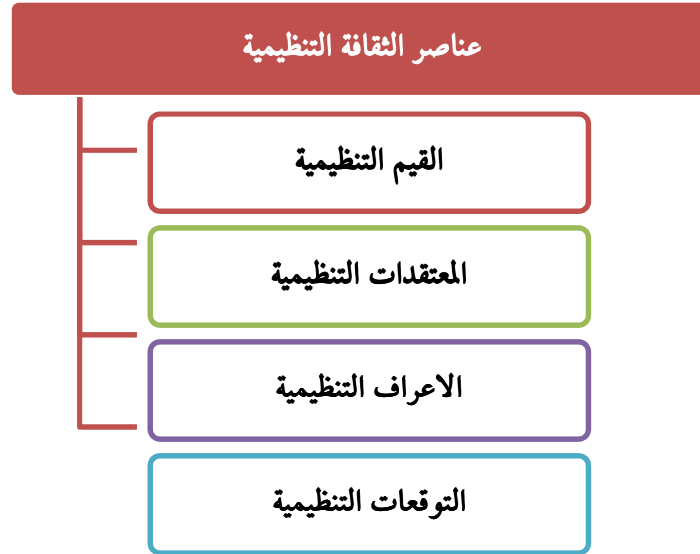 عناصر الثقافة التنظيمية
القيم التنظيمية
المعتقدات التنظيمية
الاعراف التنظيمية
التوقعات التنظيمية